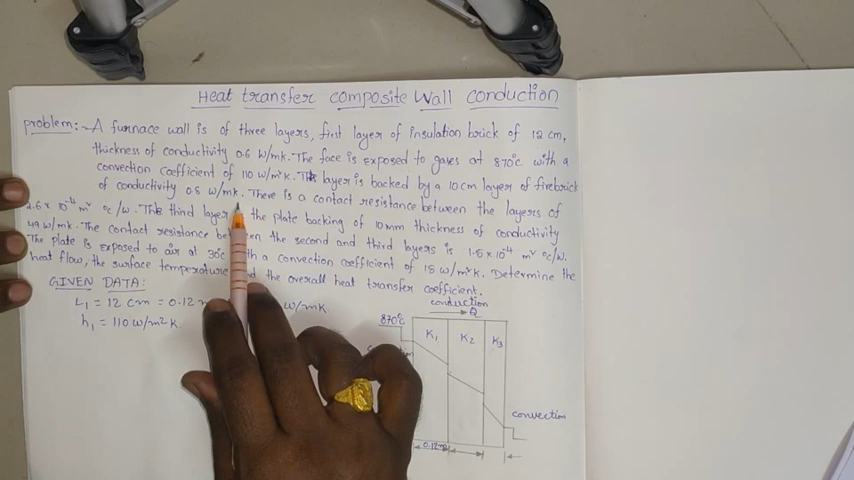 Heat transfer composite Wall conduction
problem:- A furnace wall is of three layers, first layer of insulation brick of 12 cm,
thickness of conductivity 0.6 W/mk. The face is exposed to gases at 870°c with a
convection coefficient of 110 W/m²k. The layer is backed by a 10cm layer of firebrick
of conductivity 0.8 W/mk. There is a contact resistance between the layers of
2.6 x 10⁻⁴ m² °c/w. The third layer the plate backing of 10mm thickness of conductivity
49 W/mk. The contact resistance between the second and third layers is 1.5x10⁻⁴ m² °c/W.
The plate is exposed to air at 30°c with a convection coefficient of 15 W/m²k. Determine the
heat flow, the surface temperature and the overall heat transfer coefficient.
GIVEN DATA:
L₁ = 12 cm = 0.12 W/mk
h₁ = 110 W/m²k.
conduction
Q
870°c
K₁ K₂ K₃
convection
0.12m